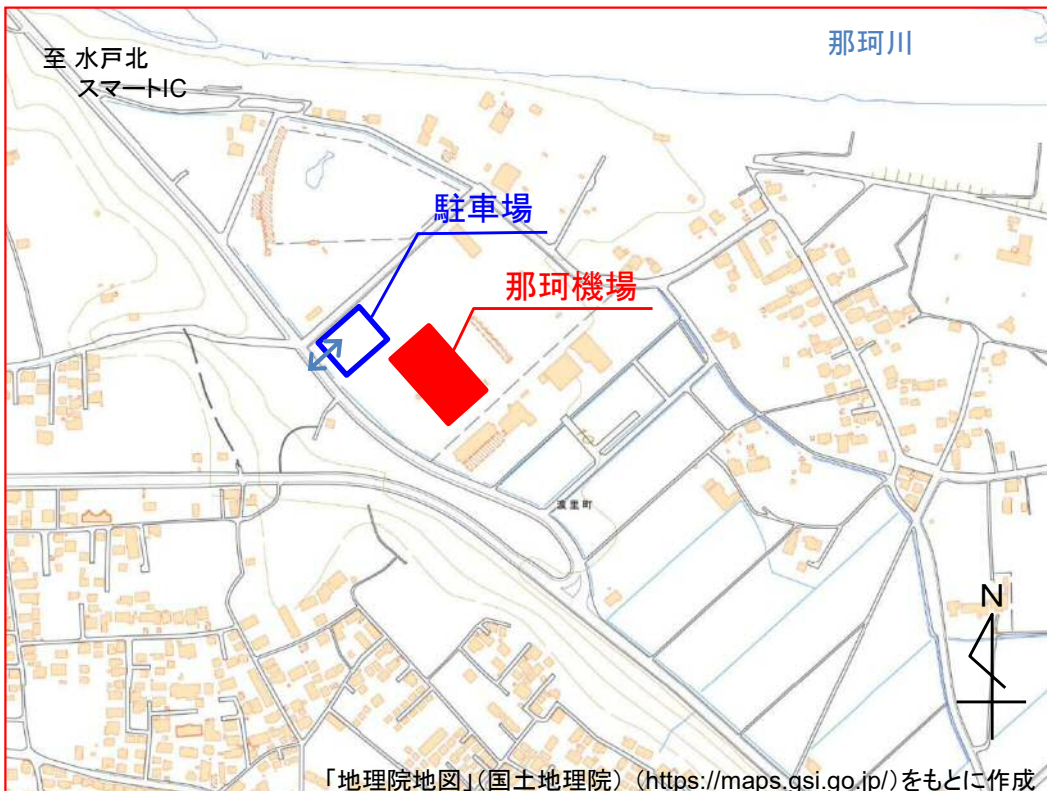 那珂川
至 水戸北
スマートIC
駐車場
那珂機場
渡里町
N
「地理院地図」(国土地理院) (https://maps.gsi.go.jp/)をもとに作成